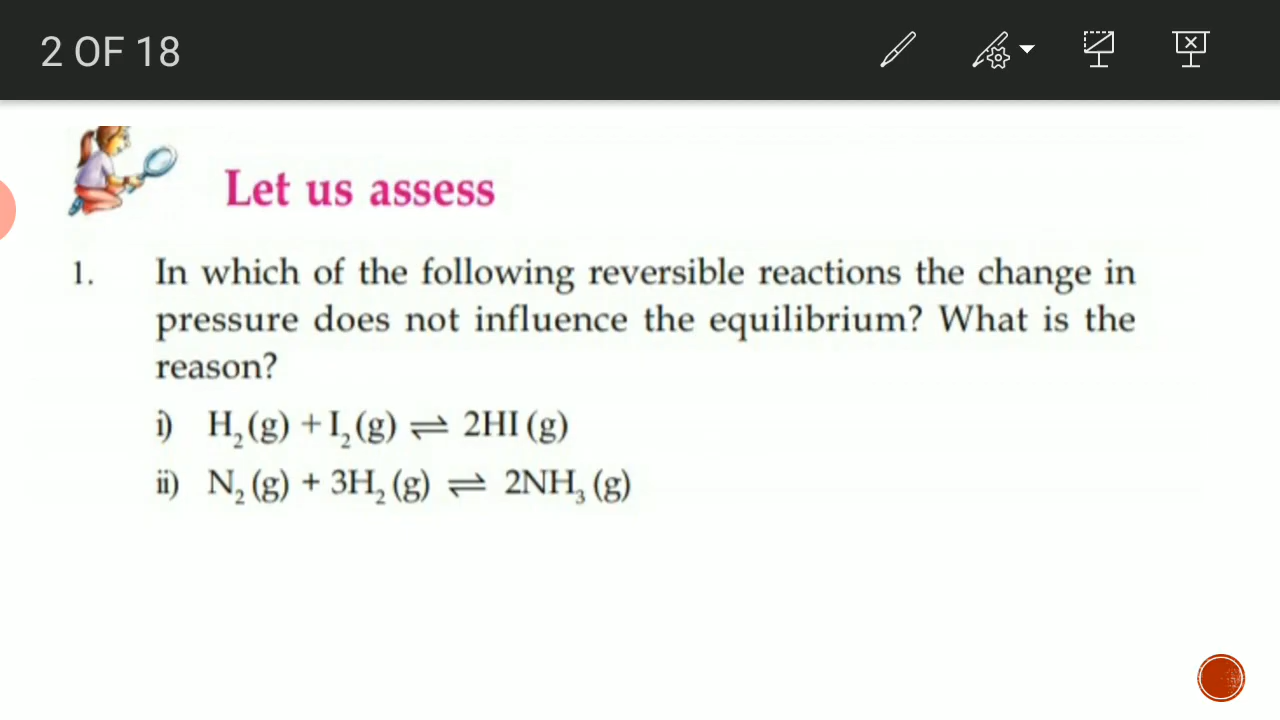 2 OF 18
Let us assess
1. In which of the following reversible reactions the change in
pressure does not influence the equilibrium? What is the
reason?
i) H₂(g) + I₂(g) ⇌ 2HI (g)
ii) N₂ (g) + 3H₂ (g) ⇌ 2NH₃ (g)